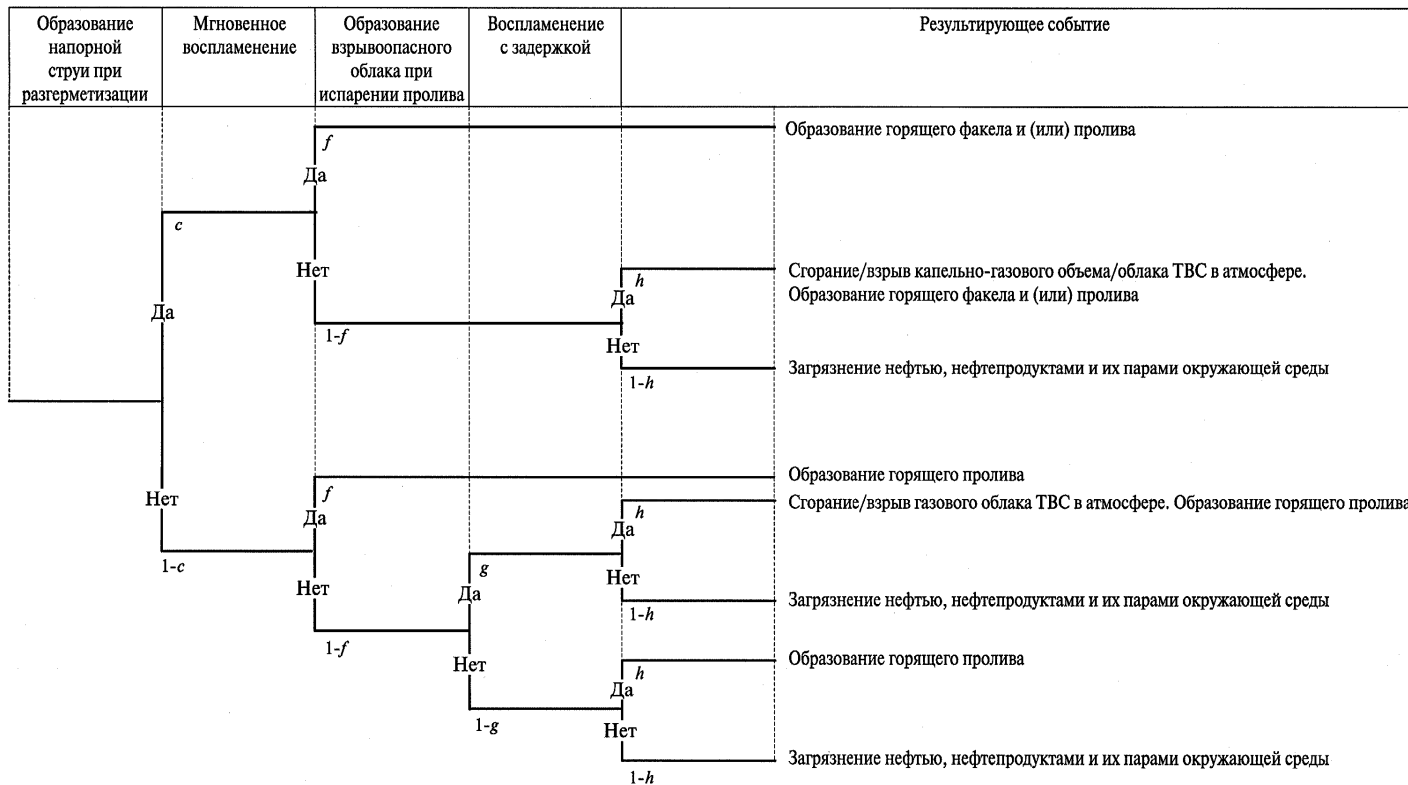 Образование
напорной
струи при
разгерметизации
Мгновенное
воспламенение
Образование
взрывоопасного
облака при
испарении пролива
Воспламенение
с задержкой
Результирующее событие
f
Образование горящего факела и (или) пролива
Да
c
Нет
h
Сгорание/взрыв капельно-газового объема/облака ТВС в атмосфере.
Образование горящего факела и (или) пролива
Да
Да
1-f
Нет
Загрязнение нефтью, нефтепродуктами и их парами окружающей среды
1-h
Образование горящего пролива
Нет
f
Сгорание/взрыв газового облака ТВС в атмосфере. Образование горящего пролива
h
Да
Да
1-c
g
Нет
Нет
Да
Загрязнение нефтью, нефтепродуктами и их парами окружающей среды
1-h
1-f
Образование горящего пролива
Нет
h
Да
1-g
Нет
Загрязнение нефтью, нефтепродуктами и их парами окружающей среды
1-h